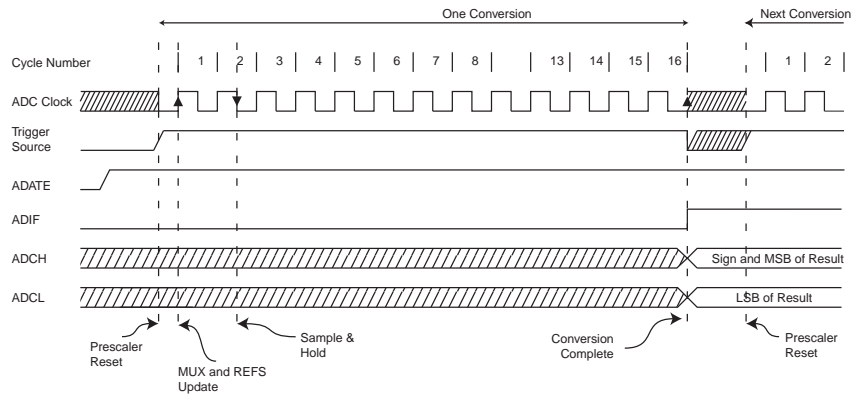 One Conversion
Next Conversion
Cycle Number
1 2 3 4 5 6 7 8 13 14 15 16 1 2
ADC Clock
Trigger
Source
ADATE
ADIF
ADCH
Sign and MSB of Result
ADCL
LSB of Result
Prescaler
Reset
MUX and REFS
Update
Sample &
Hold
Conversion
Complete
Prescaler
Reset